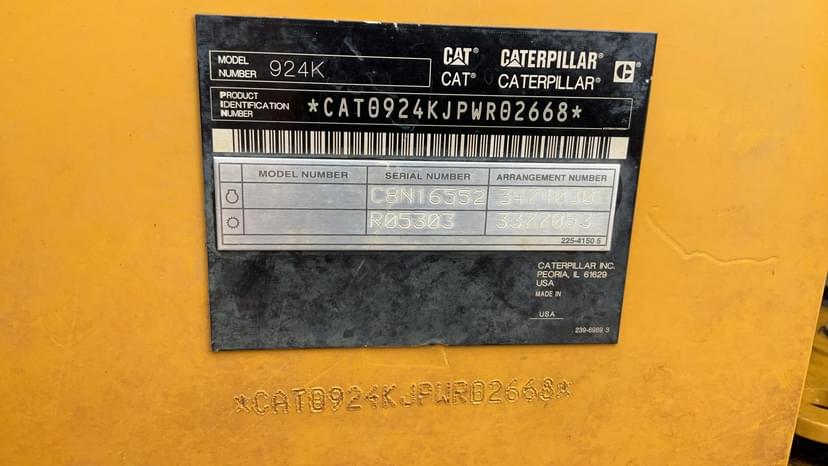 MODEL NUMBER 924K
CAT® CATERPILLAR® C
CAT® CATERPILLAR®
PRODUCT IDENTIFICATION NUMBER *CAT0924KJPWR02668*
MODEL NUMBER SERIAL NUMBER ARRANGEMENT NUMBER
C8N16552
R05303 3377053
225-4150 5
CATERPILLAR INC.
PEORIA, IL 61629
USA
MADE IN
USA
239-6989 3
*CAT0924KJPWR02668*